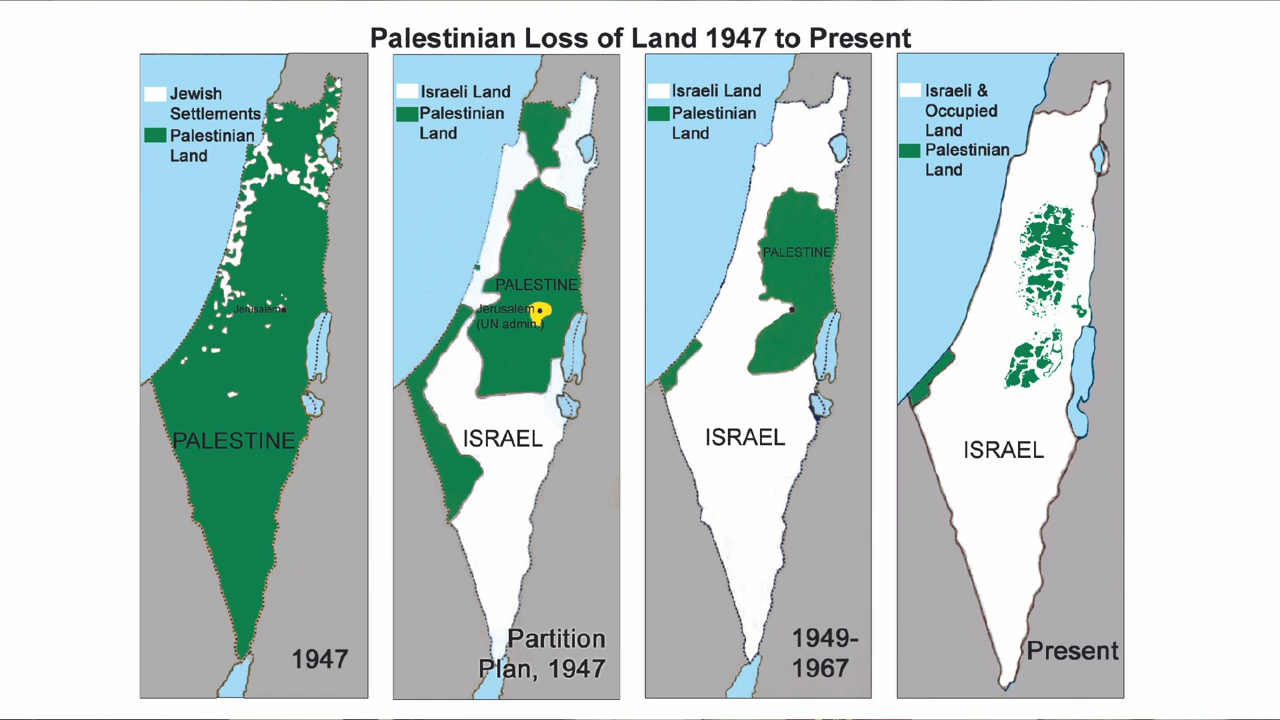 Palestinian Loss of Land 1947 to Present
Jewish
Settlements
Palestinian
Land
Jerusalem
PALESTINE
1947
Israeli Land
Palestinian
Land
PALESTINE
Jerusalem
(UN admin.)
ISRAEL
Partition
Plan, 1947
Israeli Land
Palestinian
Land
PALESTINE
ISRAEL
1949-
1967
Israeli &
Occupied
Land
Palestinian
Land
ISRAEL
Present